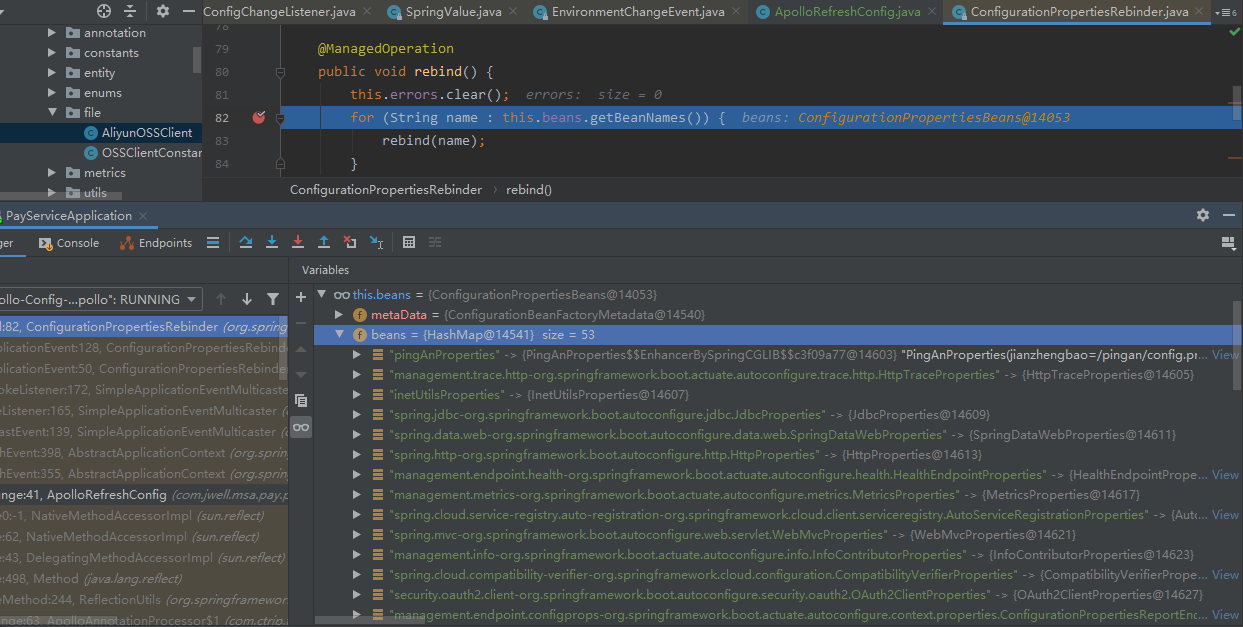 ConfigChangeListener.java SpringValue.java EnvironmentChangeEvent.java ApolloRefreshConfig.java ConfigurationPropertiesRebinder.java 6
annotation
constants
entity
enums
file
AliyunOSSClient
OSSClientConstan
metrics
utils
78
79 @ManagedOperation
80 public void rebind() {
81 this.errors.clear(); errors: size = 0
82 for (String name : this.beans.getBeanNames()) { beans: ConfigurationPropertiesBeans@14053
83 rebind(name);
84 }
ConfigurationPropertiesRebinder › rebind()
PayServiceApplication
ger Console Endpoints
Variables
ollo-Config-...pollo": RUNNING
d:82, ConfigurationPropertiesRebinder (org.spring
plicationEvent:128, ConfigurationPropertiesRebind
plicationEvent:50, ConfigurationPropertiesRebinder
okeListener:172, SimpleApplicationEventMulticaster
eListener:165, SimpleApplicationEventMulticaster (
astEvent:139, SimpleApplicationEventMulticaster (
hEvent:398, AbstractApplicationContext (org.sprin
hEvent:355, AbstractApplicationContext (org.sprin
ange:41, ApolloRefreshConfig (com.jwell.msa.pay.p
e0:-1, NativeMethodAccessorImpl (sun.reflect)
e:62, NativeMethodAccessorImpl (sun.reflect)
e:43, DelegatingMethodAccessorImpl (sun.reflect)
e:498, Method (java.lang.reflect)
eMethod:244, ReflectionUtils (org.springframewor
ange:63, ApolloAnnotationProcessor$1 (com.ctrip.
this.beans = {ConfigurationPropertiesBeans@14053}
metaData = {ConfigurationBeanFactoryMetadata@14540}
beans = {HashMap@14541} size = 53
"pingAnProperties" -> {PingAnProperties$$EnhancerBySpringCGLIB$$c3f09a77@14603} "PingAnProperties(jianzhengbao=/pingan/config.pr... View
"management.trace.http-org.springframework.boot.actuate.autoconfigure.trace.http.HttpTraceProperties" -> {HttpTraceProperties@14605}
"inetUtilsProperties" -> {InetUtilsProperties@14607}
"spring.jdbc-org.springframework.boot.autoconfigure.jdbc.JdbcProperties" -> {JdbcProperties@14609}
"spring.data.web-org.springframework.boot.autoconfigure.data.web.SpringDataWebProperties" -> {SpringDataWebProperties@14611}
"spring.http-org.springframework.boot.autoconfigure.http.HttpProperties" -> {HttpProperties@14613}
"management.endpoint.health-org.springframework.boot.actuate.autoconfigure.health.HealthEndpointProperties" -> {HealthEndpointPrope... View
"management.metrics-org.springframework.boot.actuate.autoconfigure.metrics.MetricsProperties" -> {MetricsProperties@14617}
"spring.cloud.service-registry.auto-registration-org.springframework.cloud.client.serviceregistry.AutoServiceRegistrationProperties" -> {Autc... View
"spring.mvc-org.springframework.boot.autoconfigure.web.servlet.WebMvcProperties" -> {WebMvcProperties@14621}
"management.info-org.springframework.boot.actuate.autoconfigure.info.InfoContributorProperties" -> {InfoContributorProperties@14623}
"spring.cloud.compatibility-verifier-org.springframework.cloud.configuration.CompatibilityVerifierProperties" -> {CompatibilityVerifierPrope... View
"security.oauth2.client-org.springframework.boot.autoconfigure.security.oauth2.OAuth2ClientProperties" -> {OAuth2ClientProperties@14627}
"management.endpoint.configprops-org.springframework.boot.actuate.autoconfigure.context.properties.ConfigurationPropertiesReportEnc... View